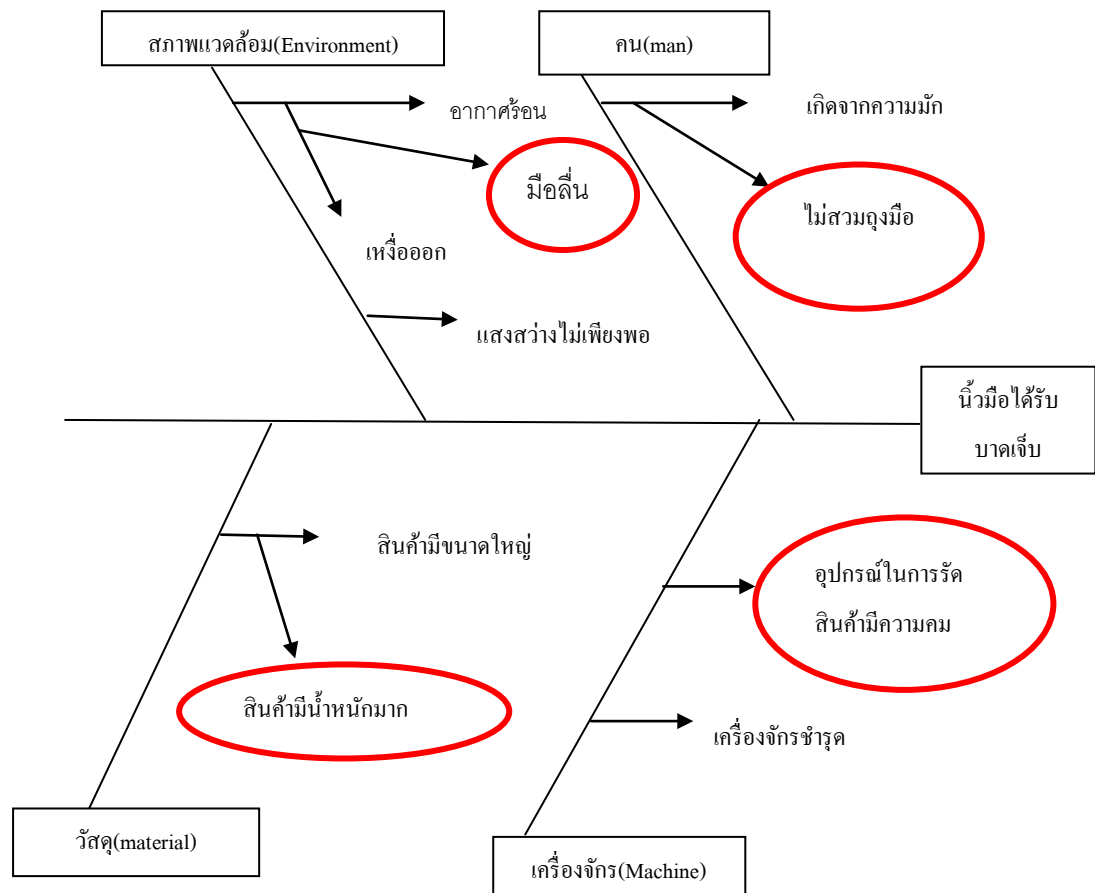 สภาพแวดล้อม(Environment)
คน(man)
อากาศร้อน
เกิดจากความมัก
มือลื่น
ไม่สวมถุงมือ
เหงื่อออก
แสงสว่างไม่เพียงพอ
นิ้วมือได้รับ
บาดเจ็บ
สินค้ามีขนาดใหญ่
อุปกรณ์ในการรัด
สินค้ามีความคม
สินค้ามีน้ำหนักมาก
เครื่องจักรชำรุด
วัสดุ(material)
เครื่องจักร(Machine)